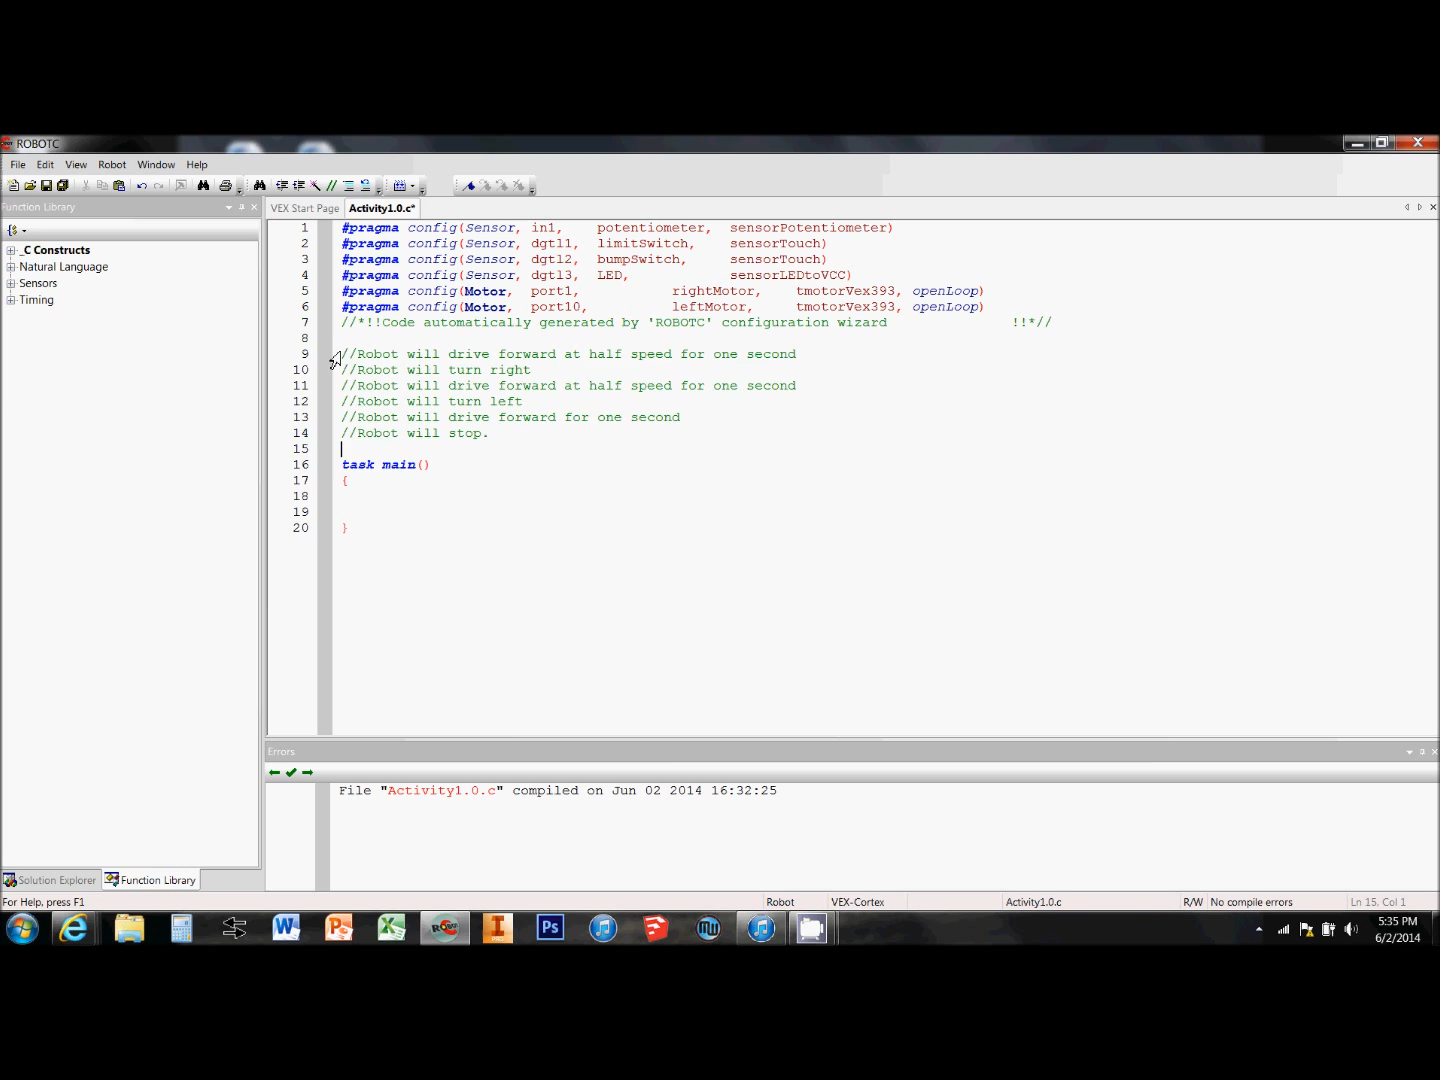 ROBOTC
File Edit View Robot Window Help
Function Library
VEX Start Page Activity1.0.c*
_C Constructs
Natural Language
Sensors
Timing
1 #pragma config(Sensor, in1, potentiometer, sensorPotentiometer)
2 #pragma config(Sensor, dgtl1, limitSwitch, sensorTouch)
3 #pragma config(Sensor, dgtl2, bumpSwitch, sensorTouch)
4 #pragma config(Sensor, dgtl3, LED, sensorLEDtoVCC)
5 #pragma config(Motor, port1, rightMotor, tmotorVex393, openLoop)
6 #pragma config(Motor, port10, leftMotor, tmotorVex393, openLoop)
7 //*!!Code automatically generated by 'ROBOTC' configuration wizard !!*//
8
9 //Robot will drive forward at half speed for one second
10 //Robot will turn right
11 //Robot will drive forward at half speed for one second
12 //Robot will turn left
13 //Robot will drive forward for one second
14 //Robot will stop.
15
16 task main()
17 {
18
19
20 }
Errors
File "Activity1.0.c" compiled on Jun 02 2014 16:32:25
Solution Explorer Function Library
For Help, press F1 Robot VEX-Cortex Activity1.0.c R/W No compile errors Ln 15, Col 1
Ps
5:35 PM
6/2/2014